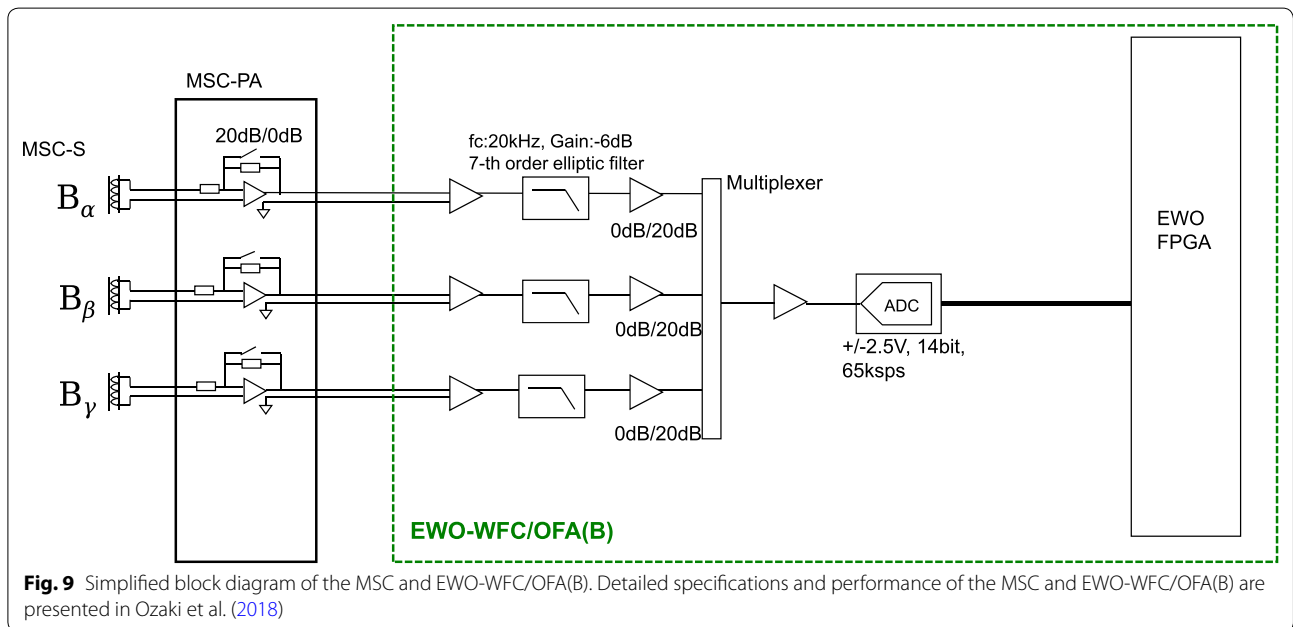 MSC-PA
20dB/0dB
MSC-S
fc:20kHz, Gain:-6dB
7-th order elliptic filter
Bα
Multiplexer
0dB/20dB
EWO
FPGA
Bβ
ADC
0dB/20dB
+/-2.5V, 14bit,
65ksps
Bγ
0dB/20dB
EWO-WFC/OFA(B)
Fig. 9 Simplified block diagram of the MSC and EWO-WFC/OFA(B). Detailed specifications and performance of the MSC and EWO-WFC/OFA(B) are
presented in Ozaki et al. (2018)